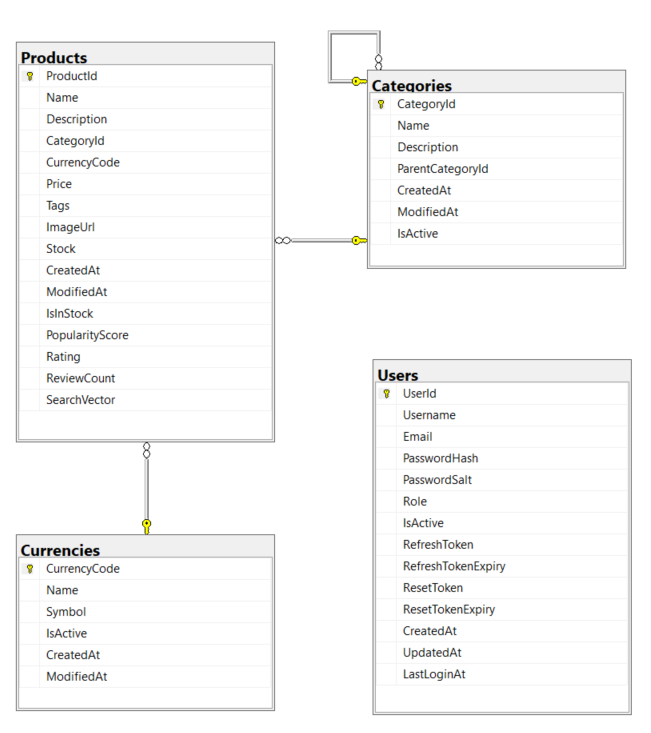 Products
ProductId
Name
Description
CategoryId
CurrencyCode
Price
Tags
ImageUrl
Stock
CreatedAt
ModifiedAt
IsInStock
PopularityScore
Rating
ReviewCount
SearchVector
Categories
CategoryId
Name
Description
ParentCategoryId
CreatedAt
ModifiedAt
IsActive
Users
UserId
Username
Email
PasswordHash
PasswordSalt
Role
IsActive
RefreshToken
RefreshTokenExpiry
ResetToken
ResetTokenExpiry
CreatedAt
UpdatedAt
LastLoginAt
Currencies
CurrencyCode
Name
Symbol
IsActive
CreatedAt
ModifiedAt